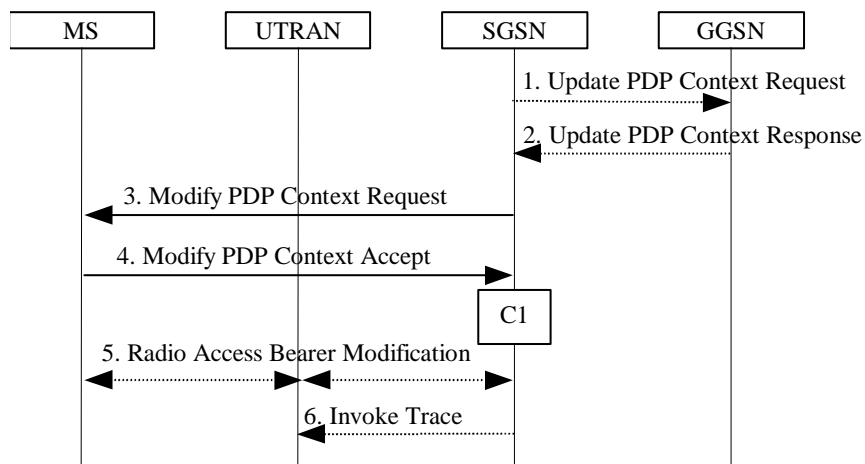 MS UTRAN SGSN GGSN
1. Update PDP Context Request
2. Update PDP Context Response
3. Modify PDP Context Request
4. Modify PDP Context Accept
C1
5. Radio Access Bearer Modification
6. Invoke Trace